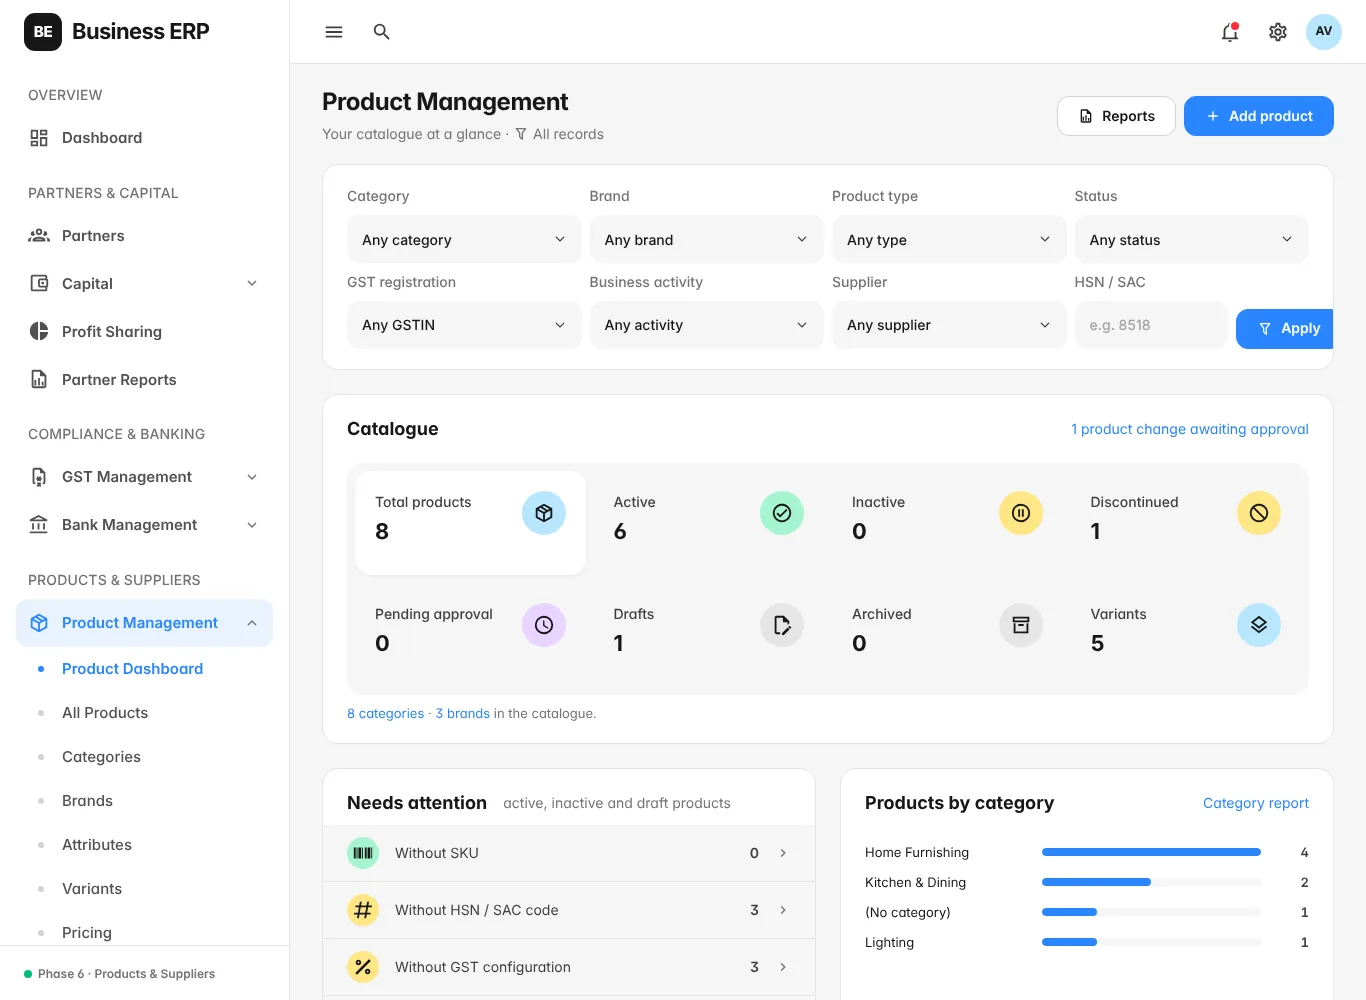 BE Business ERP
OVERVIEW
Dashboard
PARTNERS & CAPITAL
Partners
Capital
Profit Sharing
Partner Reports
COMPLIANCE & BANKING
GST Management
Bank Management
PRODUCTS & SUPPLIERS
Product Management
Product Dashboard
All Products
Categories
Brands
Attributes
Variants
Pricing
Phase 6 · Products & Suppliers
AV
Product Management
Your catalogue at a glance · All records
Reports
Add product
Category Brand Product type Status
Any category Any brand Any type Any status
GST registration Business activity Supplier HSN / SAC
Any GSTIN Any activity Any supplier e.g. 8518 Apply
Catalogue
1 product change awaiting approval
Total products Active Inactive Discontinued
8 6 0 1
Pending approval Drafts Archived Variants
0 1 0 5
8 categories · 3 brands in the catalogue.
Needs attention active, inactive and draft products
Without SKU 0
Without HSN / SAC code 3
Without GST configuration 3
Products by category Category report
Home Furnishing 4
Kitchen & Dining 2
(No category) 1
Lighting 1